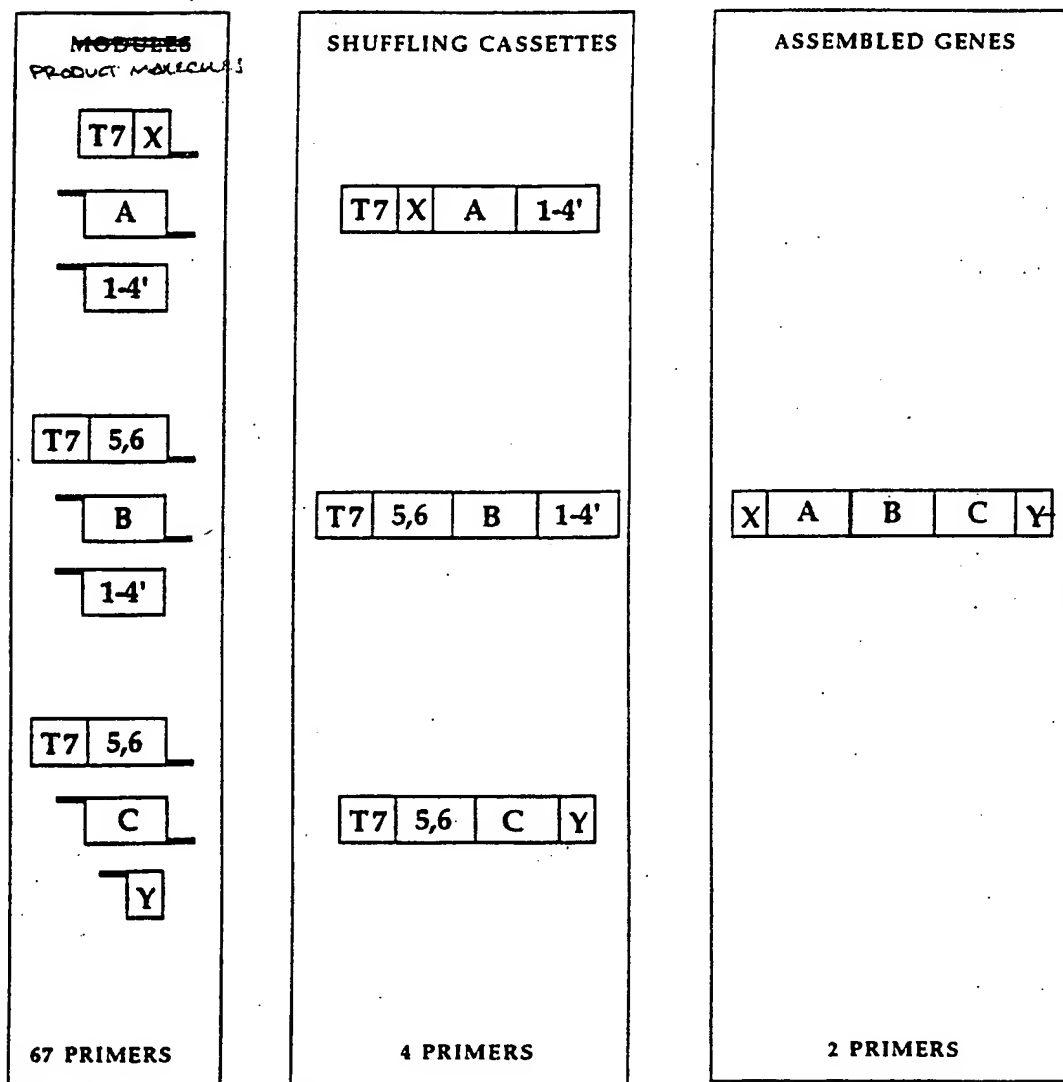 MODULES
PRODUCT MOLECULES
T7 X
A
1-4'
T7 5,6
B
1-4'
T7 5,6
C
Y
67 PRIMERS
SHUFFLING CASSETTES
T7 X A 1-4'
T7 5,6 B 1-4'
T7 5,6 C Y
4 PRIMERS
ASSEMBLED GENES
X A B C Y
2 PRIMERS